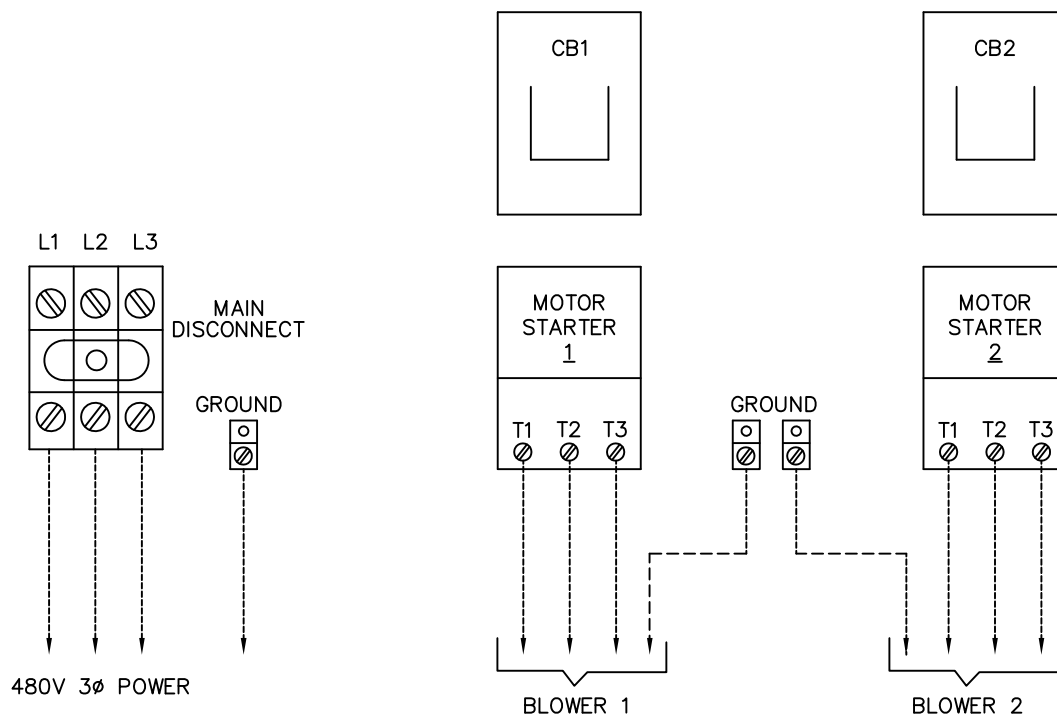 CB1
CB2
L1 L2 L3
MAIN
DISCONNECT
MOTOR
STARTER
1
MOTOR
STARTER
2
GROUND
GROUND
T1 T2 T3
T1 T2 T3
480V 3ø POWER
BLOWER 1
BLOWER 2